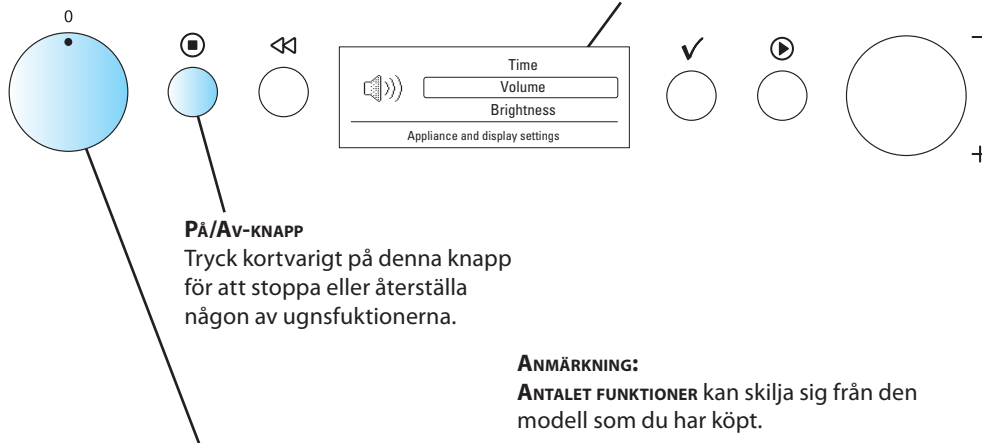 0
Time
Volume
Brightness
Appliance and display settings
−
+
På/Av-knapp
Tryck kortvarigt på denna knapp
för att stoppa eller återställa
någon av ugnsfuktionerna.
Anmärkning:
Antalet funktioner kan skilja sig från den
modell som du har köpt.